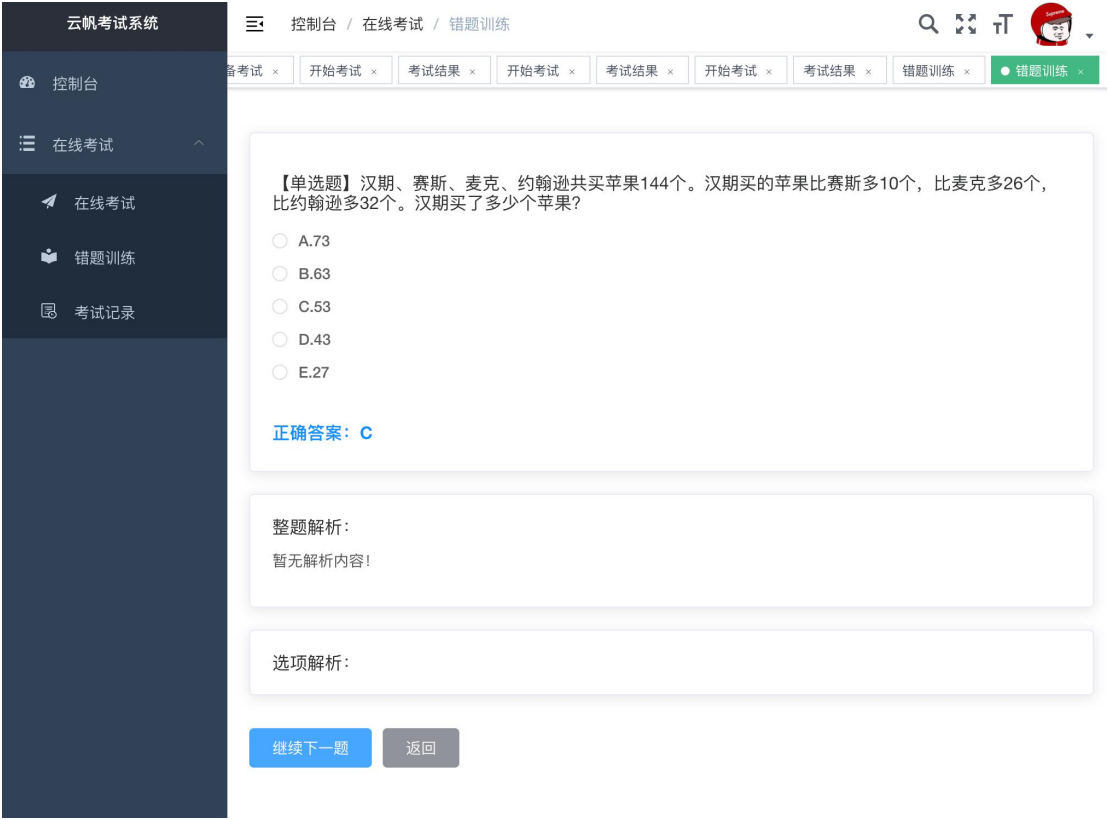 云帆考试系统
控制台 / 在线考试 / 错题训练
Supreme
备考试 × 开始考试 × 考试结果 × 开始考试 × 考试结果 × 开始考试 × 考试结果 × 错题训练 × 错题训练 ×
控制台
在线考试
在线考试
错题训练
考试记录
【单选题】汉期、赛斯、麦克、约翰逊共买苹果144个。汉期买的苹果比赛斯多10个，比麦克多26个，
比约翰逊多32个。汉期买了多少个苹果?
A.73
B.63
C.53
D.43
E.27
正确答案：C
整题解析：
暂无解析内容！
选项解析：
继续下一题 返回